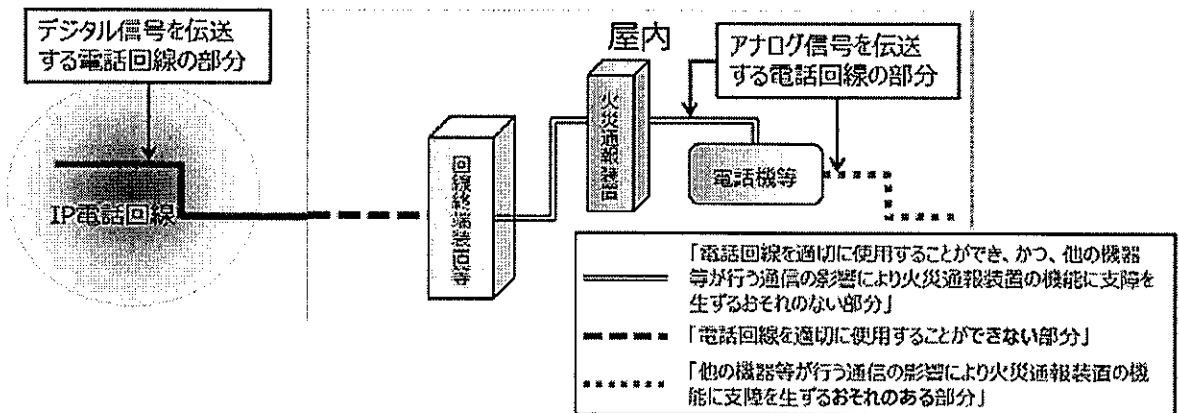 デジタル信号を伝送
する電話回線の部分
屋内
アナログ信号を伝送
する電話回線の部分
火災通報装置
回線終端装置等
電話機等
IP電話回線
「電話回線を適切に使用することができ、かつ、他の機器
等が行う通信の影響により火災通報装置の機能に支障を
生ずるおそれのない部分」
「電話回線を適切に使用することができない部分」
「他の機器等が行う通信の影響により火災通報装置の機
能に支障を生ずるおそれのある部分」